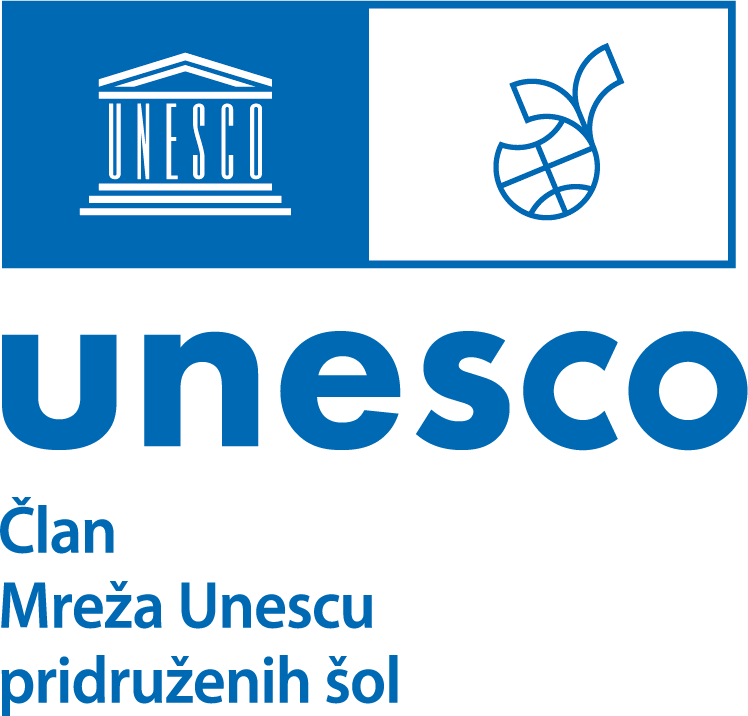 UNESCO
unesco
Član
Mreža Unescu
pridruženih šol